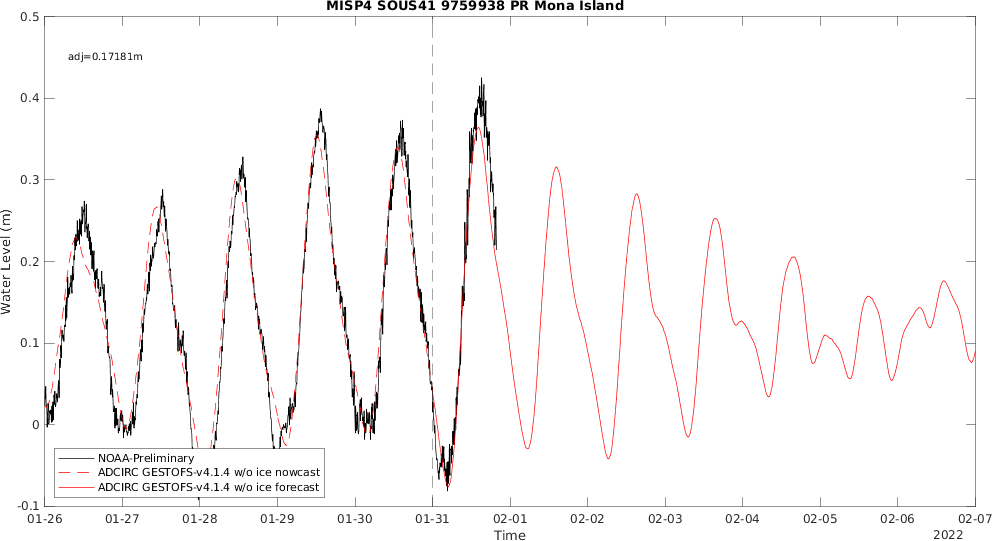 MISP4 SOUS41 9759938 PR Mona Island
adj=0.17181m
Water Level (m)
0.5
0.4
0.3
0.2
0.1
0
-0.1
NOAA-Preliminary
ADCIRC GESTOFS-v4.1.4 w/o ice nowcast
ADCIRC GESTOFS-v4.1.4 w/o ice forecast
01-26 01-27 01-28 01-29 01-30 01-31 02-01 02-02 02-03 02-04 02-05 02-06 02-07
Time
2022